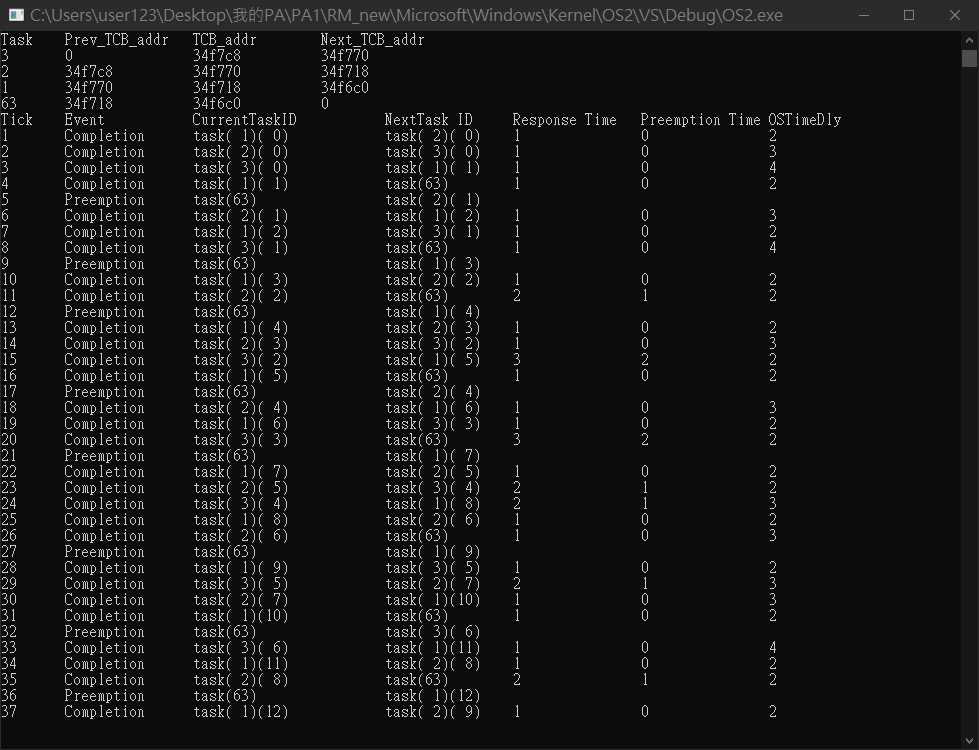 C:\Users\user123\Desktop\我的PA\PA1\RM_new\Microsoft\Windows\Kernel\OS2\VS\Debug\OS2.exe
Task Prev_TCB_addr TCB_addr Next_TCB_addr
3 0 34f7c8 34f770
2 34f7c8 34f770 34f718
1 34f770 34f718 34f6c0
63 34f718 34f6c0 0
Tick Event CurrentTaskID NextTask ID Response Time Preemption Time OSTimeDly
1 Completion task( 1)( 0) task( 2)( 0) 1 0 2
2 Completion task( 2)( 0) task( 3)( 0) 1 0 3
3 Completion task( 3)( 0) task( 1)( 1) 1 0 4
4 Completion task( 1)( 1) task(63) 1 0 2
5 Preemption task(63) task( 2)( 1)
6 Completion task( 2)( 1) task( 1)( 2) 1 0 3
7 Completion task( 1)( 2) task( 3)( 1) 1 0 2
8 Completion task( 3)( 1) task(63) 1 0 4
9 Preemption task(63) task( 1)( 3)
10 Completion task( 1)( 3) task( 2)( 2) 1 0 2
11 Completion task( 2)( 2) task(63) 2 1 2
12 Preemption task(63) task( 1)( 4)
13 Completion task( 1)( 4) task( 2)( 3) 1 0 2
14 Completion task( 2)( 3) task( 3)( 2) 1 0 3
15 Completion task( 3)( 2) task( 1)( 5) 3 2 2
16 Completion task( 1)( 5) task(63) 1 0 2
17 Preemption task(63) task( 2)( 4)
18 Completion task( 2)( 4) task( 1)( 6) 1 0 3
19 Completion task( 1)( 6) task( 3)( 3) 1 0 2
20 Completion task( 3)( 3) task(63) 3 2 2
21 Preemption task(63) task( 1)( 7)
22 Completion task( 1)( 7) task( 2)( 5) 1 0 2
23 Completion task( 2)( 5) task( 3)( 4) 2 1 2
24 Completion task( 3)( 4) task( 1)( 8) 2 1 3
25 Completion task( 1)( 8) task( 2)( 6) 1 0 2
26 Completion task( 2)( 6) task(63) 1 0 3
27 Preemption task(63) task( 1)( 9)
28 Completion task( 1)( 9) task( 3)( 5) 1 0 2
29 Completion task( 3)( 5) task( 2)( 7) 2 1 3
30 Completion task( 2)( 7) task( 1)(10) 1 0 3
31 Completion task( 1)(10) task(63) 1 0 2
32 Preemption task(63) task( 3)( 6)
33 Completion task( 3)( 6) task( 1)(11) 1 0 4
34 Completion task( 1)(11) task( 2)( 8) 1 0 2
35 Completion task( 2)( 8) task(63) 2 1 2
36 Preemption task(63) task( 1)(12)
37 Completion task( 1)(12) task( 2)( 9) 1 0 2